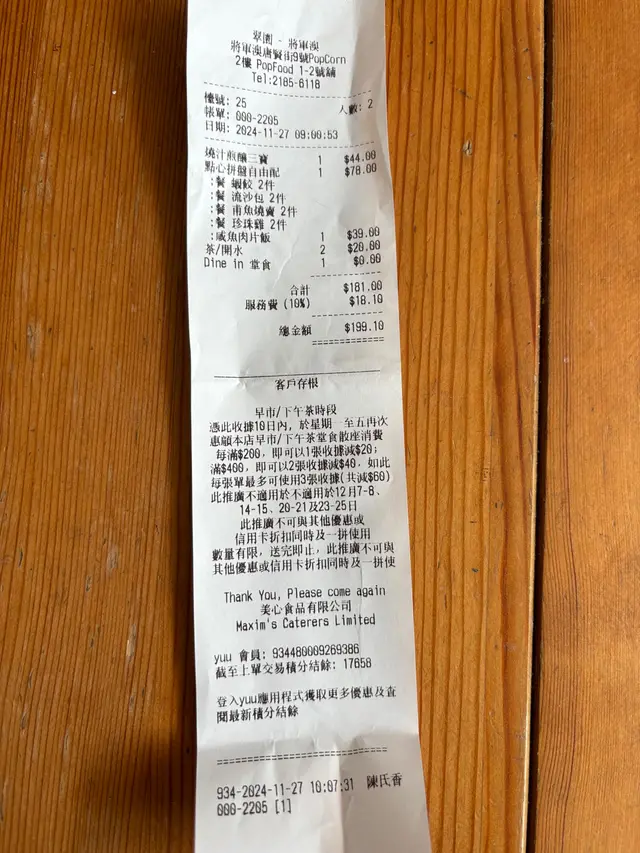 翠園 - 將軍澳
將軍澳唐賢街9號PopCorn
2樓 PopFood 1-2號舖
Tel:2185-6118
檯號: 25 人數: 2
帳單: 000-2205
日期: 2024-11-27 09:00:53
燒汁煎釀三寶 1 $44.00
點心拼盤自由配 1 $78.00
:餐 蝦餃 2件
:餐 流沙包 2件
:餐 甫魚燒賣 2件
:餐 珍珠雞 2件
:咸魚肉片飯 1 $39.00
茶/開水 2 $20.00
Dine in 堂食 1 $0.00
合計 $181.00
服務費 (10%) $18.10
總金額 $199.10
客戶存根
早市/下午茶時段
憑此收據10日內, 於星期一至五再次
惠顧本店早市/下午茶堂食散座消費
每滿$200, 即可以1張收據減$20;
滿$400, 即可以2張收據減$40, 如此
每張單最多可使用3張收據(共減$60)
此推廣不適用於不適用於12月7-8、
14-15、20-21及23-25日
此推廣不可與其他優惠或
信用卡折扣同時及一拼使用
數量有限, 送完即止, 此推廣不可與
其他優惠或信用卡折扣同時及一拼使
Thank You, Please come again
美心食品有限公司
Maxim's Caterers Limited
yuu 會員: 934480009269386
截至上單交易積分結餘: 17658
登入yuu應用程式獲取更多優惠及查
閱最新積分結餘
934-2024-11-27 10:07:31 陳氏香
000-2205 [1]